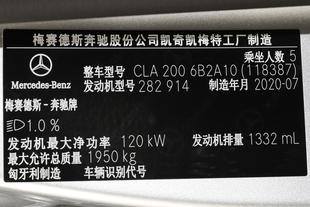 梅赛德斯奔驰股份公司凯奇凯梅特工厂制造
乘坐人数 5
整车型号 CLA 200 6B2A10 (118387)
Mercedes-Benz 发动机型号 282 914 制造年月 2020-07
梅赛德斯-奔驰牌
1.0 %
发动机最大净功率 120 kW 发动机排量 1332 mL
最大允许总质量 1950 kg
匈牙利制造 车辆识别代号